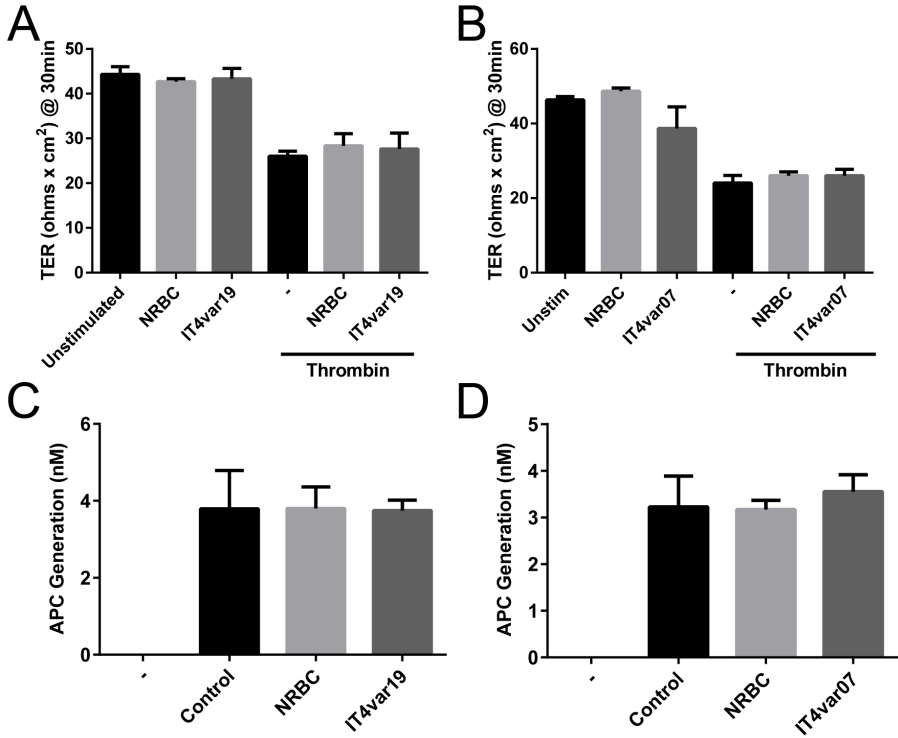 A
TER (ohms x cm2) @ 30min
50
40
30
20
10
0
Unstimulated
NRBC
IT4var19
-
NRBC
IT4var19
Thrombin
B
TER (ohms x cm2) @ 30min
60
40
20
0
Unstim
NRBC
IT4var07
-
NRBC
IT4var07
Thrombin
C
APC Generation (nM)
6
4
2
0
-
Control
NRBC
IT4var19
D
APC Generation (nM)
5
4
3
2
1
0
-
Control
NRBC
IT4var07